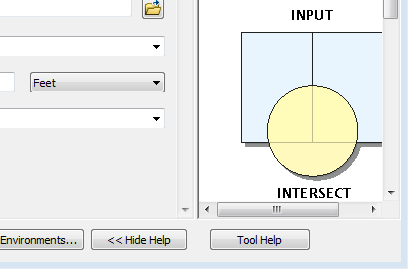 INPUT
Feet
INTERSECT
Environments... << Hide Help Tool Help